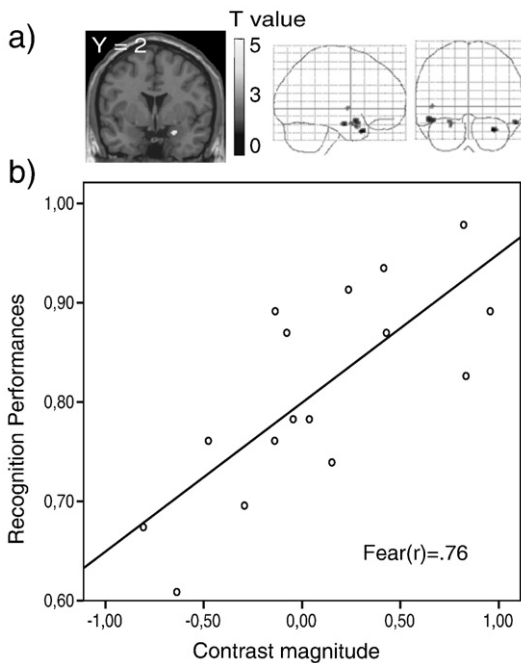 a)
Y = 2
T value
5
3
0
b)
Recognition Performances
1,00
0,90
0,80
0,70
0,60
Fear(r)=.76
-1,00
-0,50
0,00
0,50
1,00
Contrast magnitude